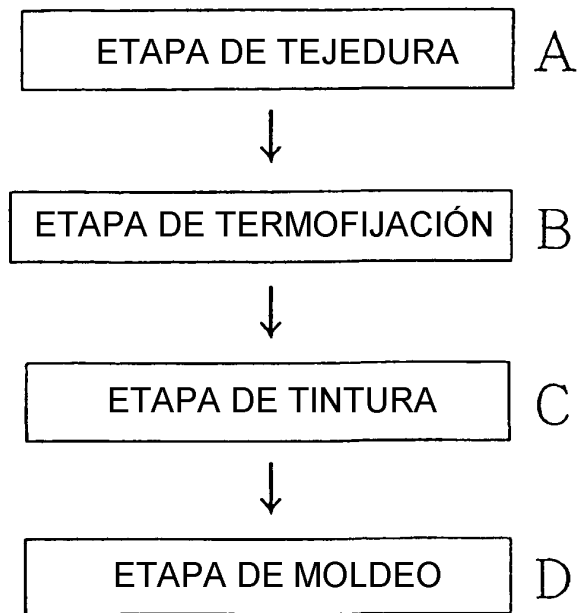 ETAPA DE TEJEDURA A
ETAPA DE TERMOFIJACIÓN B
ETAPA DE TINTURA C
ETAPA DE MOLDEO D